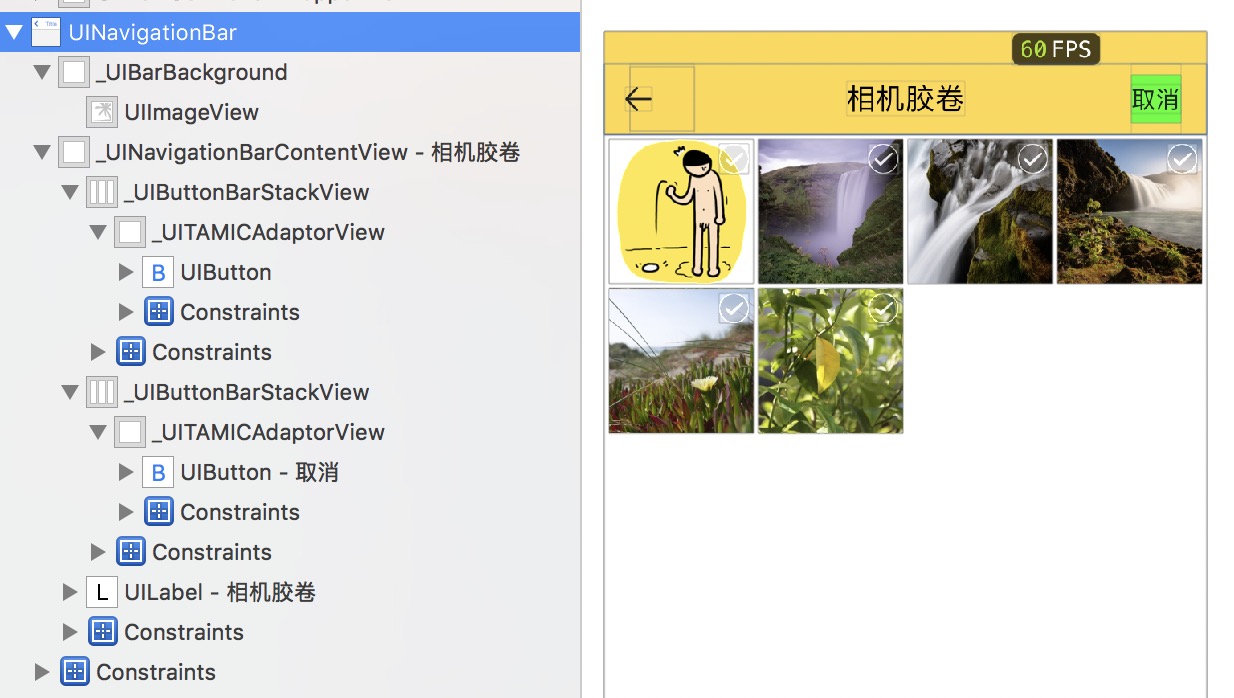 UINavigationBar
_UIBarBackground
UIImageView
_UINavigationBarContentView - 相机胶卷
_UIButtonBarStackView
_UITAMICAdaptorView
UIButton
Constraints
Constraints
_UIButtonBarStackView
_UITAMICAdaptorView
UIButton - 取消
Constraints
Constraints
UILabel - 相机胶卷
Constraints
Constraints
60 FPS
相机胶卷
取消